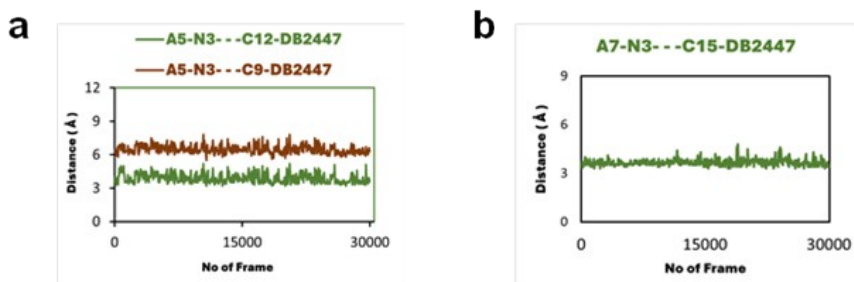 a
A5-N3---C12-DB2447
A5-N3---C9-DB2447
12
9
6
3
0
Distance (Å)
0 15000 30000
No of Frame
b
A7-N3---C15-DB2447
9
6
3
0
Distance (Å)
0 15000 30000
No of Frame